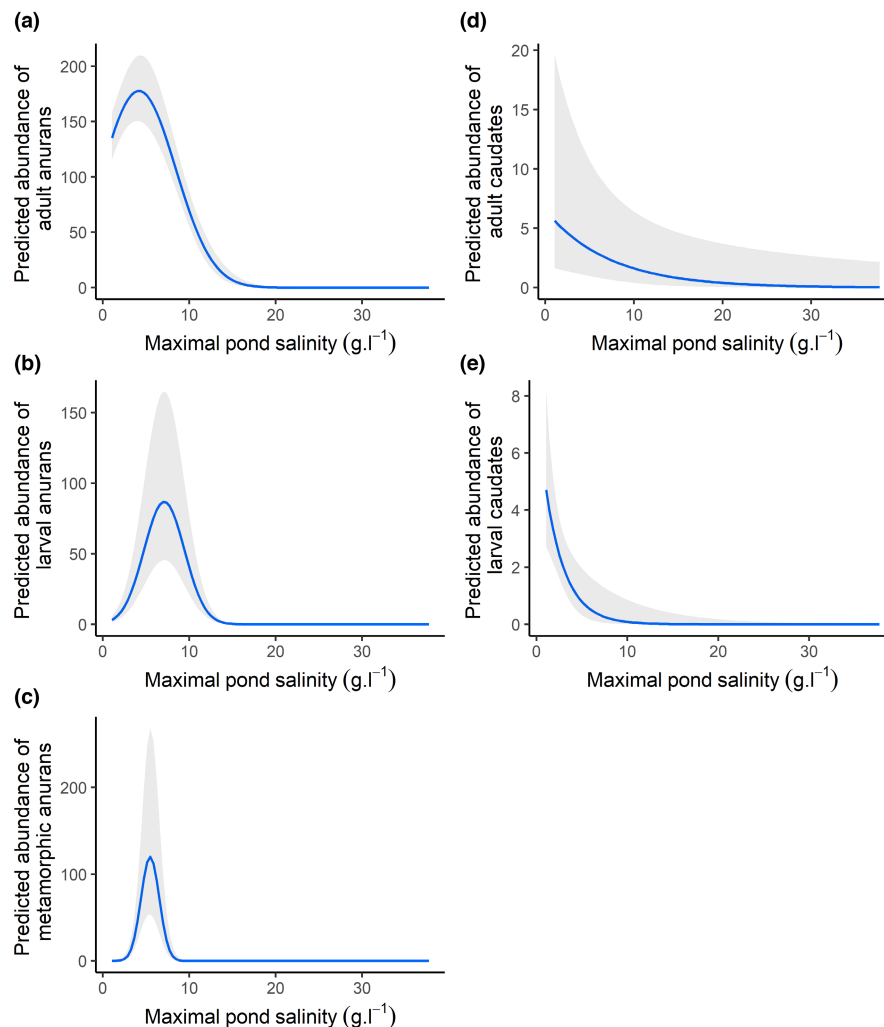 (a)
Predicted abundance of
adult anurans
200
150
100
50
0
0 10 20 30
Maximal pond salinity (g.l⁻¹)
(b)
Predicted abundance of
larval anurans
150
100
50
0
0 10 20 30
Maximal pond salinity (g.l⁻¹)
(c)
Predicted abundance of
metamorphic anurans
200
100
0
0 10 20 30
Maximal pond salinity (g.l⁻¹)
(d)
Predicted abundance of
adult caudates
20
15
10
5
0
0 10 20 30
Maximal pond salinity (g.l⁻¹)
(e)
Predicted abundance of
larval caudates
8
6
4
2
0
0 10 20 30
Maximal pond salinity (g.l⁻¹)